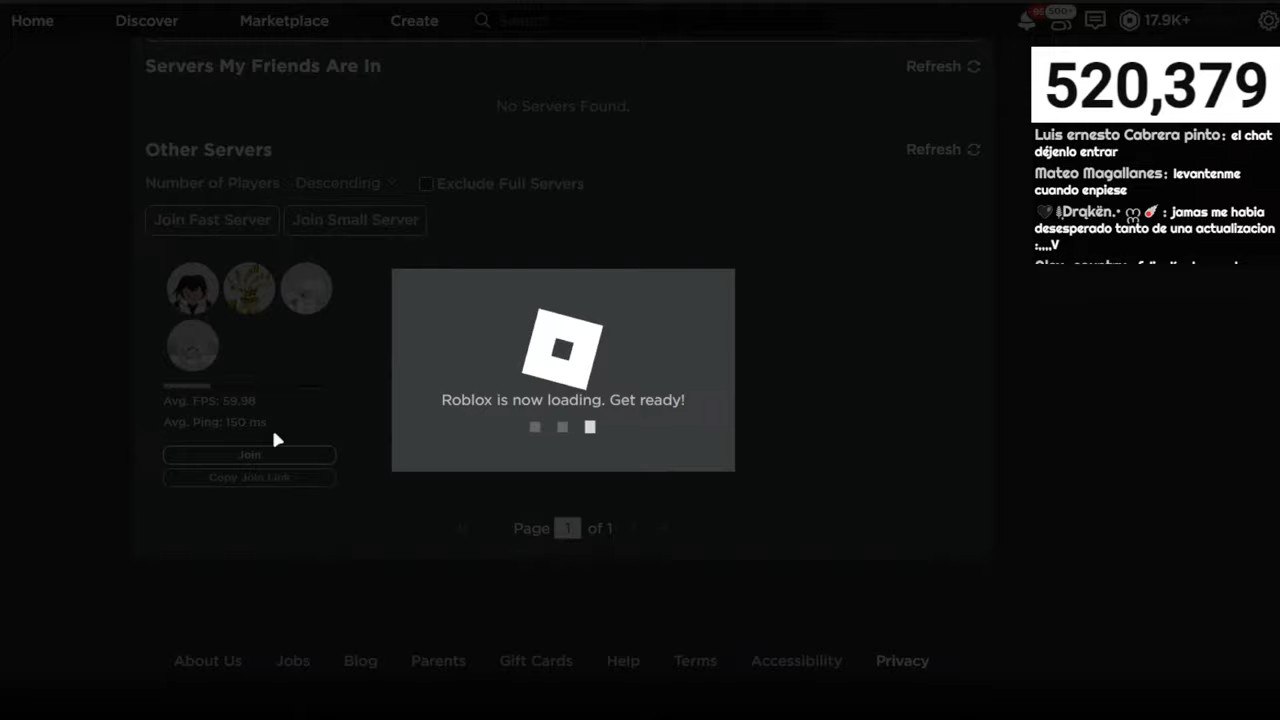 Home Discover Marketplace Create Search 99 500+ 17.9K+
Servers My Friends Are In Refresh
No Servers Found.
Other Servers Refresh
Number of Players Descending Exclude Full Servers
Join Fast Server Join Small Server
Avg. FPS: 59.98
Avg. Ping: 150 ms
Join
Copy Join Link
Roblox is now loading. Get ready!
Page 1 of 1
About Us Jobs Blog Parents Gift Cards Help Terms Accessibility Privacy
520,379
Luis ernesto Cabrera pinto: el chat
déjenlo entrar
Mateo Magallanes: levantenme
cuando enpiese
Drqkën.• : jamas me habia
desesperado tanto de una actualizacion
:,,,,V